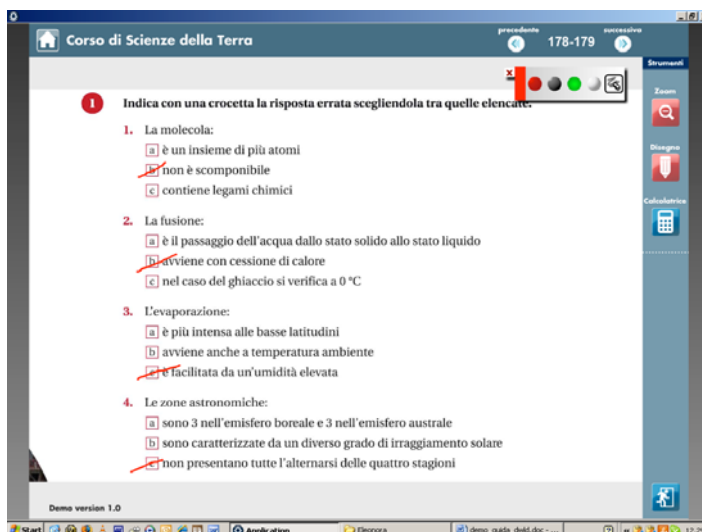 Corso di Scienze della Terra
precedente
178-179
successiva
Strumenti
Zoom
Disegno
Calcolatrice
1 Indica con una crocetta la risposta errata scegliendola tra quelle elencate.
1. La molecola:
a è un insieme di più atomi
b non è scomponibile
c contiene legami chimici
2. La fusione:
a è il passaggio dell'acqua dallo stato solido allo stato liquido
b avviene con cessione di calore
c nel caso del ghiaccio si verifica a 0 °C
3. L'evaporazione:
a è più intensa alle basse latitudini
b avviene anche a temperatura ambiente
c è facilitata da un'umidità elevata
4. Le zone astronomiche:
a sono 3 nell'emisfero boreale e 3 nell'emisfero australe
b sono caratterizzate da un diverso grado di irraggiamento solare
c non presentano tutte l'alternarsi delle quattro stagioni
Demo version 1.0
Start
Application
Eleonora